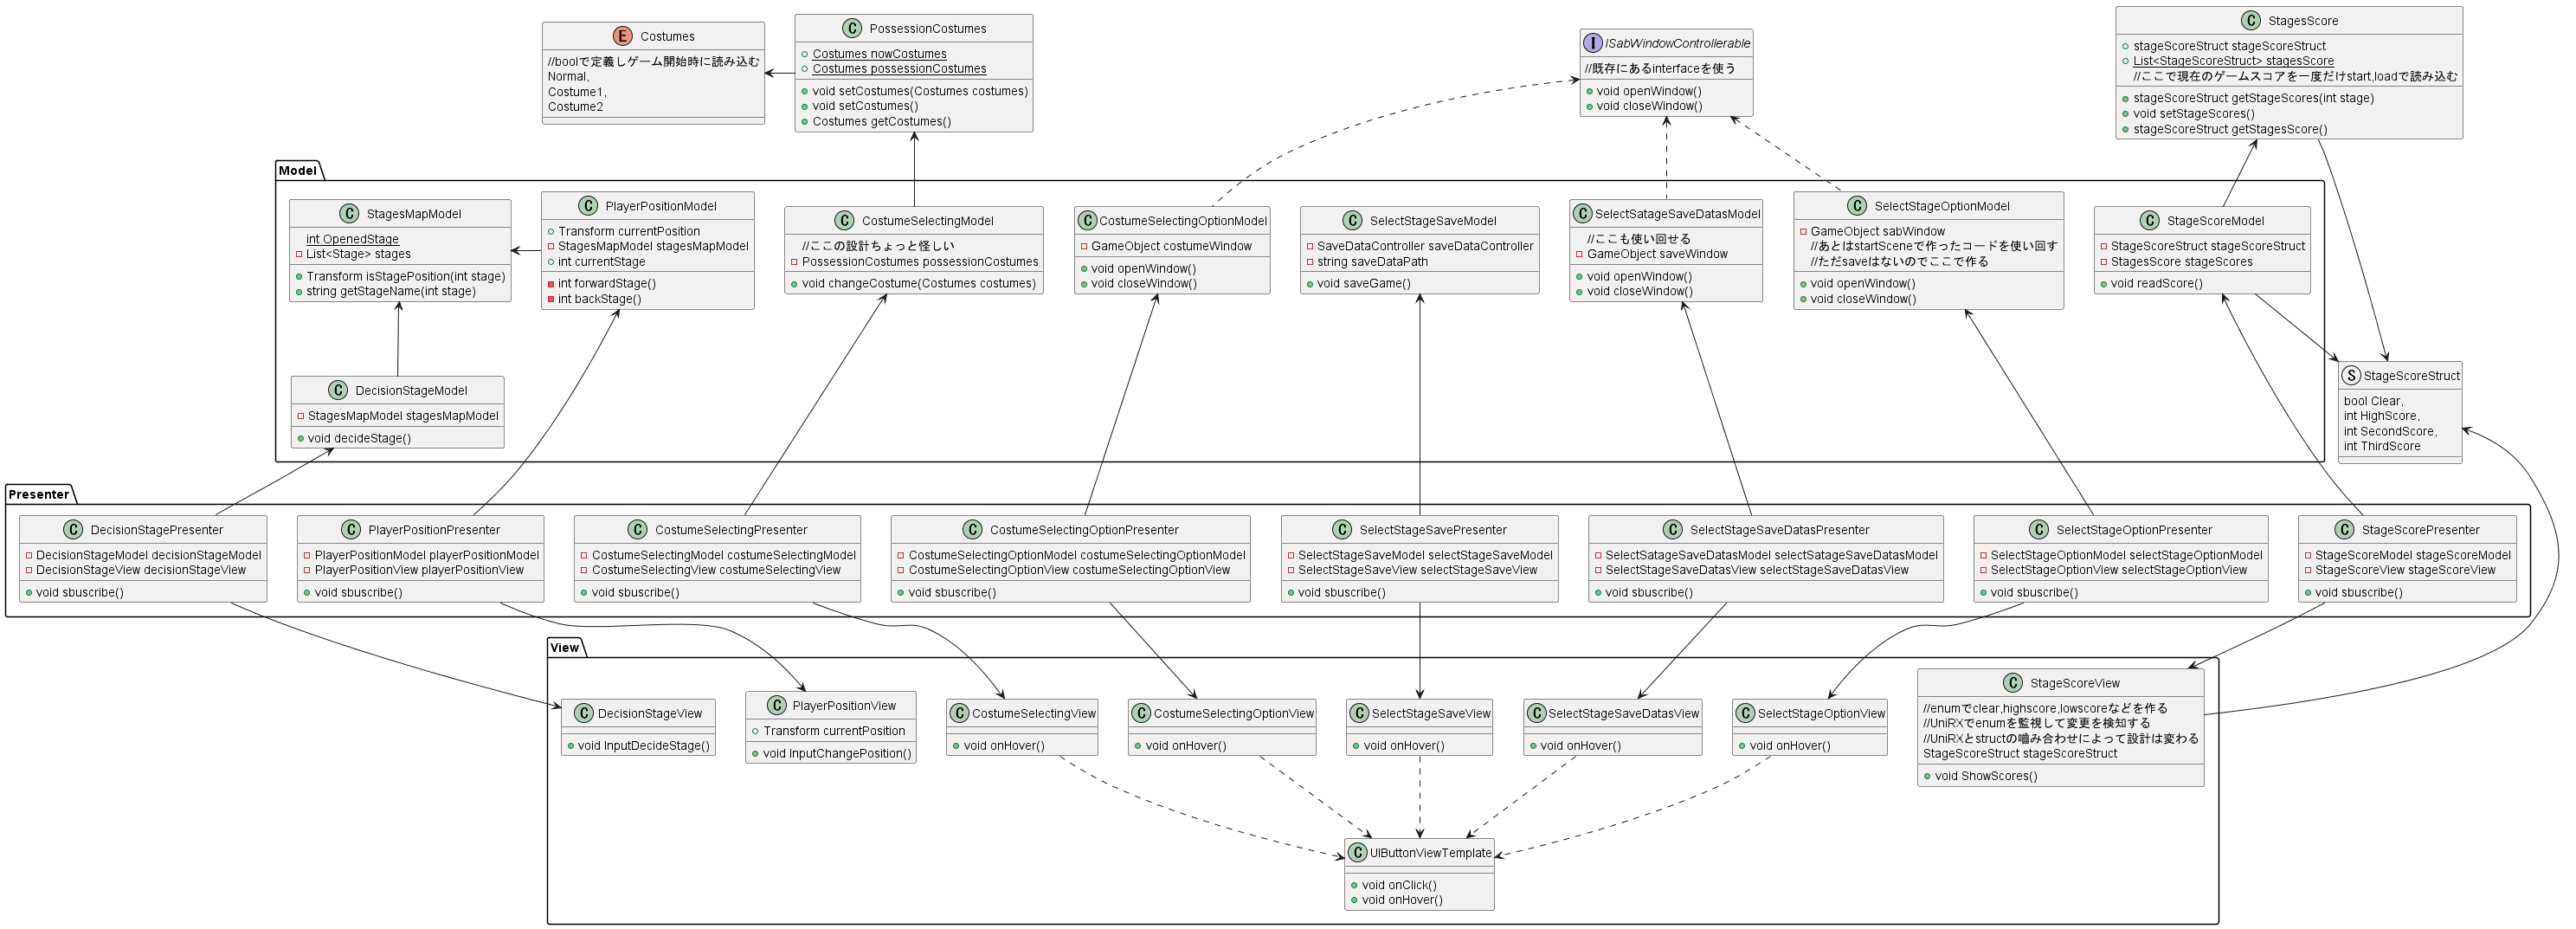 E Costumes
//boolで定義しゲーム開始時に読み込む
Normal,
Costume1,
Costume2
C PossessionCostumes
Costumes nowCostumes
Costumes possessionCostumes
void setCostumes(Costumes costumes)
void setCostumes()
Costumes getCostumes()
I ISabWindowControllerable
//既存にあるinterfaceを使う
void openWindow()
void closeWindow()
C StagesScore
stageScoreStruct stageScoreStruct
List<StageScoreStruct> stagesScore
//ここで現在のゲームスコアを一度だけstart,loadで読み込む
stageScoreStruct getStageScores(int stage)
void setStageScores()
stageScoreStruct getStagesScore()
Model
C StagesMapModel
int OpenedStage
List<Stage> stages
Transform isStagePosition(int stage)
string getStageName(int stage)
C PlayerPositionModel
Transform currentPosition
StagesMapModel stagesMapModel
int currentStage
int forwardStage()
int backStage()
C CostumeSelectingModel
//ここの設計ちょっと怪しい
PossessionCostumes possessionCostumes
void changeCostume(Costumes costumes)
C CostumeSelectingOptionModel
GameObject costumeWindow
void openWindow()
void closeWindow()
C SelectStageSaveModel
SaveDataController saveDataController
string saveDataPath
void saveGame()
C SelectSatageSaveDatasModel
//ここも使い回せる
GameObject saveWindow
void openWindow()
void closeWindow()
C SelectStageOptionModel
GameObject sabWindow
//あとはstartSceneで作ったコードを使い回す
//ただsaveはないのでここで作る
void openWindow()
void closeWindow()
C StageScoreModel
StageScoreStruct stageScoreStruct
StagesScore stageScores
void readScore()
C DecisionStageModel
StagesMapModel stagesMapModel
void decideStage()
S StageScoreStruct
bool Clear,
int HighScore,
int SecondScore,
int ThirdScore
Presenter
C DecisionStagePresenter
DecisionStageModel decisionStageModel
DecisionStageView decisionStageView
void sbuscribe()
C PlayerPositionPresenter
PlayerPositionModel playerPositionModel
PlayerPositionView playerPositionView
void sbuscribe()
C CostumeSelectingPresenter
CostumeSelectingModel costumeSelectingModel
CostumeSelectingView costumeSelectingView
void sbuscribe()
C CostumeSelectingOptionPresenter
CostumeSelectingOptionModel costumeSelectingOptionModel
CostumeSelectingOptionView costumeSelectingOptionView
void sbuscribe()
C SelectStageSavePresenter
SelectStageSaveModel selectStageSaveModel
SelectStageSaveView selectStageSaveView
void sbuscribe()
C SelectStageSaveDatasPresenter
SelectSatageSaveDatasModel selectSatageSaveDatasModel
SelectStageSaveDatasView selectStageSaveDatasView
void sbuscribe()
C SelectStageOptionPresenter
SelectStageOptionModel selectStageOptionModel
SelectStageOptionView selectStageOptionView
void sbuscribe()
C StageScorePresenter
StageScoreModel stageScoreModel
StageScoreView stageScoreView
void sbuscribe()
View
C DecisionStageView
void InputDecideStage()
C PlayerPositionView
Transform currentPosition
void InputChangePosition()
C CostumeSelectingView
void onHover()
C CostumeSelectingOptionView
void onHover()
C SelectStageSaveView
void onHover()
C SelectStageSaveDatasView
void onHover()
C SelectStageOptionView
void onHover()
C StageScoreView
//enumでclear,highscore,lowscoreなどを作る
//UniRXでenumを監視して変更を検知する
//UniRXとstructの噛み合わせによって設計は変わる
StageScoreStruct stageScoreStruct
void ShowScores()
C UIButtonViewTemplate
void onClick()
void onHover()